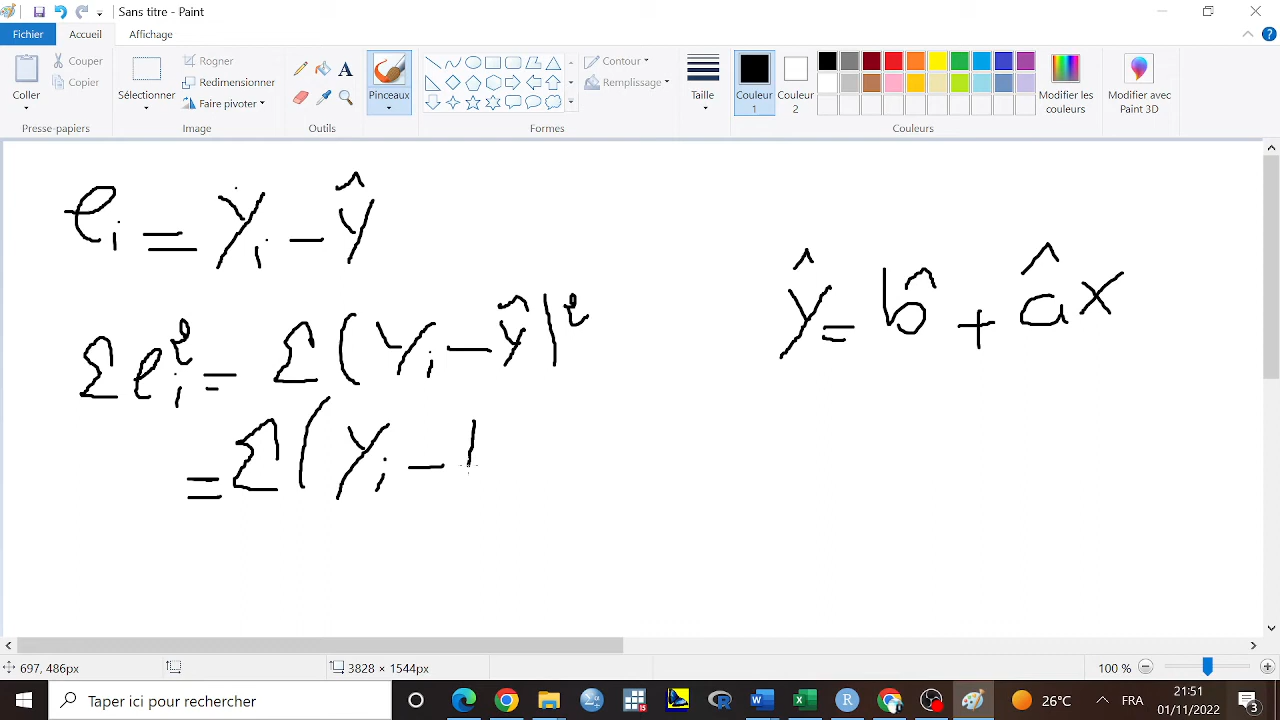 Sans titre - Paint
Fichier Accueil Affichage
Coller Couper Copier Sélectionner Rogner Redimensionner Faire pivoter A Pinceaux Contour Remplissage Taille Couleur 1 Couleur 2 Modifier les couleurs Modifier avec Paint 3D
Presse-papiers Image Outils Formes Couleurs
eᵢ = yᵢ – ŷ
ŷ = b̂ + âx
Σeᵢ² = Σ(yᵢ – ŷ)²
= Σ(yᵢ – 
697, 486px 3828 × 1544px 100 %
Taper ici pour rechercher 26°C FRA 21:51 01/11/2022 3